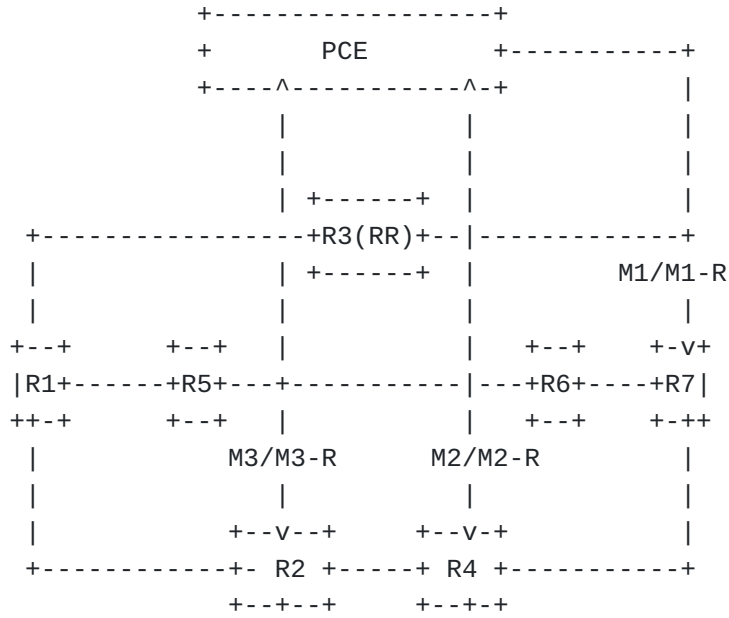 PCE
R3(RR)
M1/M1-R
R1 R5 R6 R7
M3/M3-R M2/M2-R
R2 R4